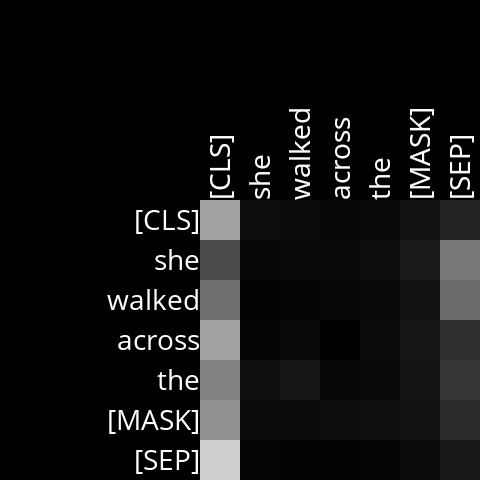 [CLS]
she
walked
across
the
[MASK]
[SEP]
[CLS]
she
walked
across
the
[MASK]
[SEP]